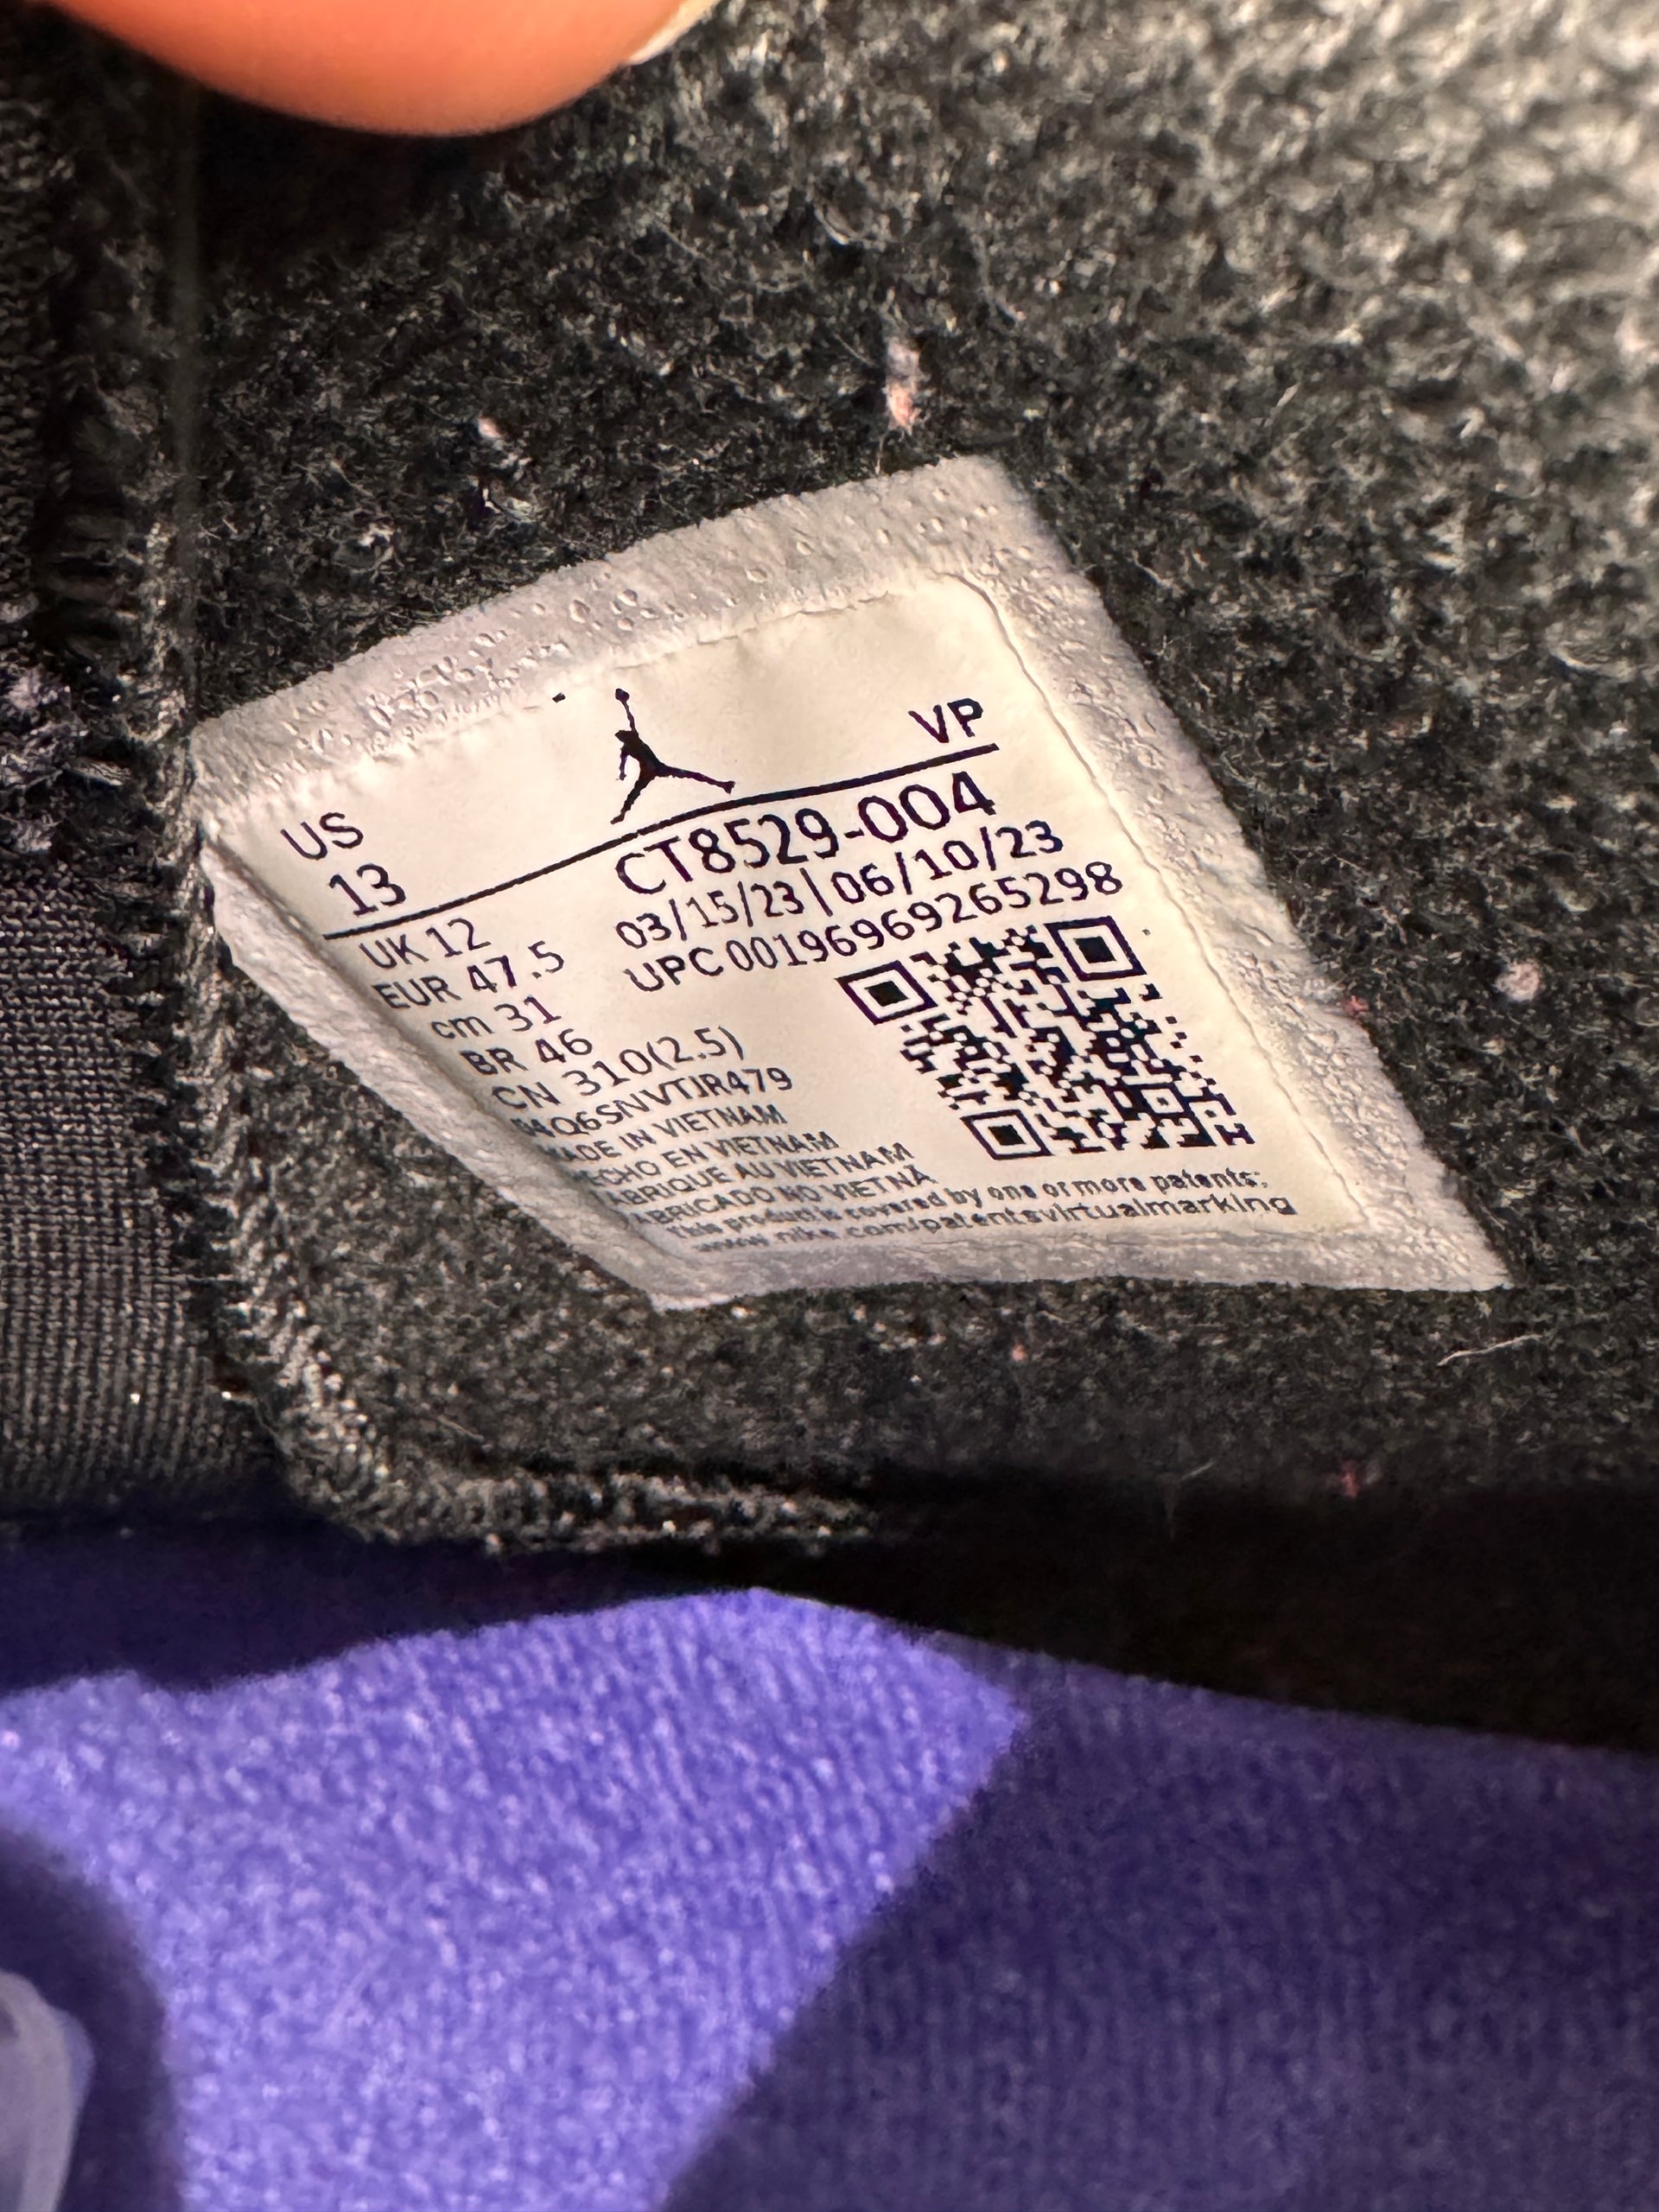 US
13
VP
UK 12
EUR 47.5
cm 31
BR 46
CN 310(2.5)
CT8529-004
03/15/23|06/10/23
UPC 00196969265298
MADE IN VIETNAM
HECHO EN VIETNAM
FABRIQUE AU VIETNAM
FABRICADO NO VIETNÃ
This product is covered by one or more patents:
www.nike.com/patentsvirtualmarking